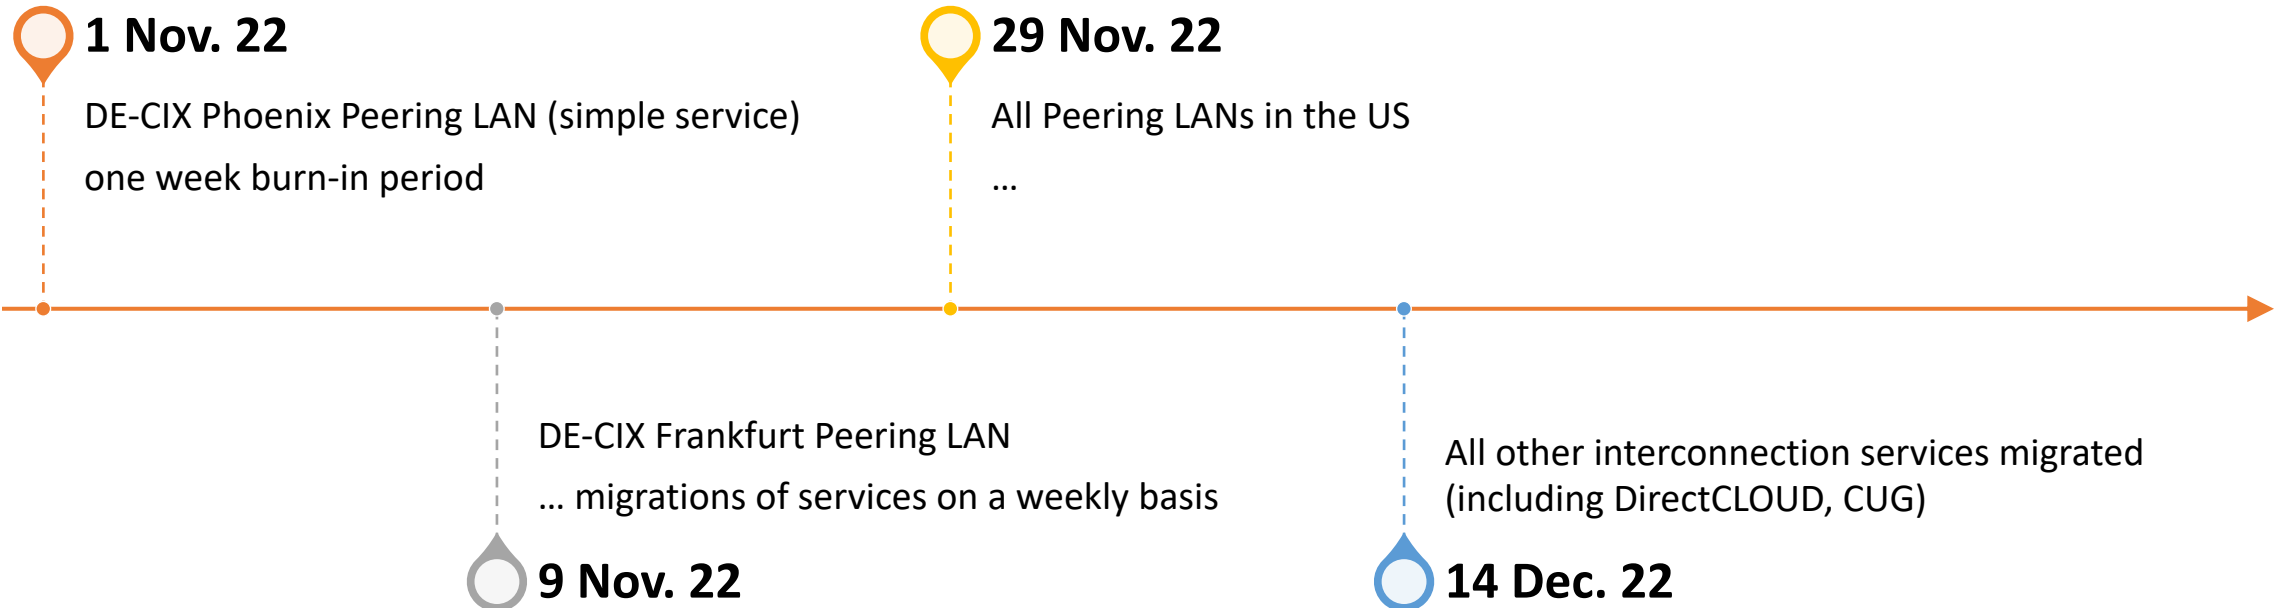 1 Nov. 22
DE-CIX Phoenix Peering LAN (simple service)
one week burn-in period
29 Nov. 22
All Peering LANs in the US
...
DE-CIX Frankfurt Peering LAN
... migrations of services on a weekly basis
9 Nov. 22
All other interconnection services migrated
(including DirectCLOUD, CUG)
14 Dec. 22